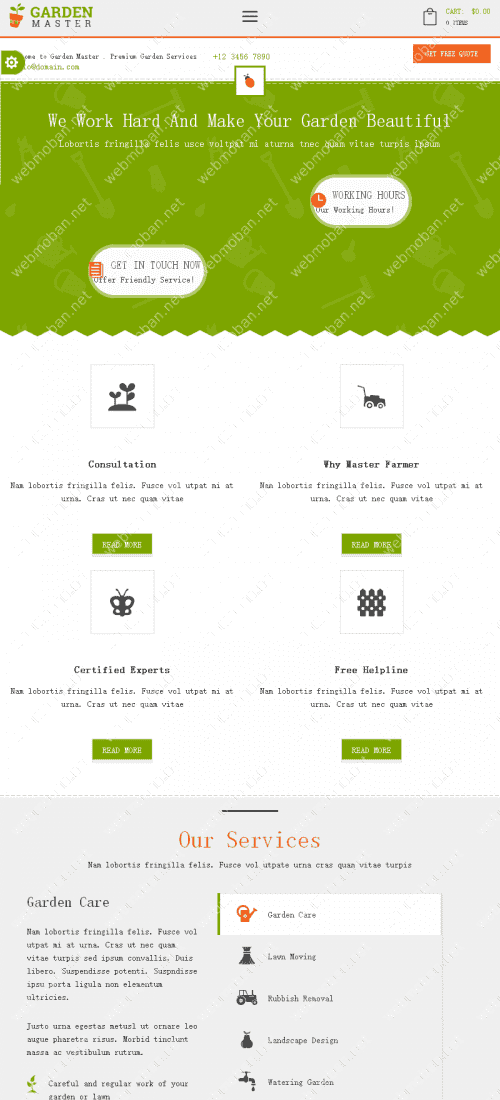 GARDEN
MASTER
CART: $0.00
0 ITEMS
ome to Garden Master . Premium Garden Services
+12 3456 7890
GET FREE QUOTE
o@domain.com
We Work Hard And Make Your Garden Beautiful
Lobortis fringilla felis usce voltpat mi aturna tnec quam vitae turpis ipsum
WORKING HOURS
Our Working Hours!
GET IN TOUCH NOW
Offer Friendly Service!
Consultation
Nam lobortis fringilla felis. Fusce vol utpat mi at
urna. Cras ut nec quam vitae
READ MORE
Why Master Farmer
Nam lobortis fringilla felis. Fusce vol utpat mi at
urna. Cras ut nec quam vitae
READ MORE
Certified Experts
Nam lobortis fringilla felis. Fusce vol utpat mi at
urna. Cras ut nec quam vitae
READ MORE
Free Helpline
Nam lobortis fringilla felis. Fusce vol utpat mi at
urna. Cras ut nec quam vitae
READ MORE
Our Services
Nam lobortis fringilla felis. Fusce vol utpate urna cras quam vitae turpis
Garden Care
Nam lobortis fringilla felis. Fusce vol
utpat mi at urna. Cras ut nec quam
vitae turpis sed ipsum convallis. Duis
libero. Suspendisse potenti. Suspndisse
ipsu porta ligula non elementum
ultricies.
Justo urna egestas metusl ut ornare leo
augue pharetra risus. Morbid tinclunt
massa ac vestibulum rutrum.
Careful and regular work of your
garden or lawn
Garden Care
Lawn Moving
Rubbish Removal
Landscape Design
Watering Gardon
webmoban.net